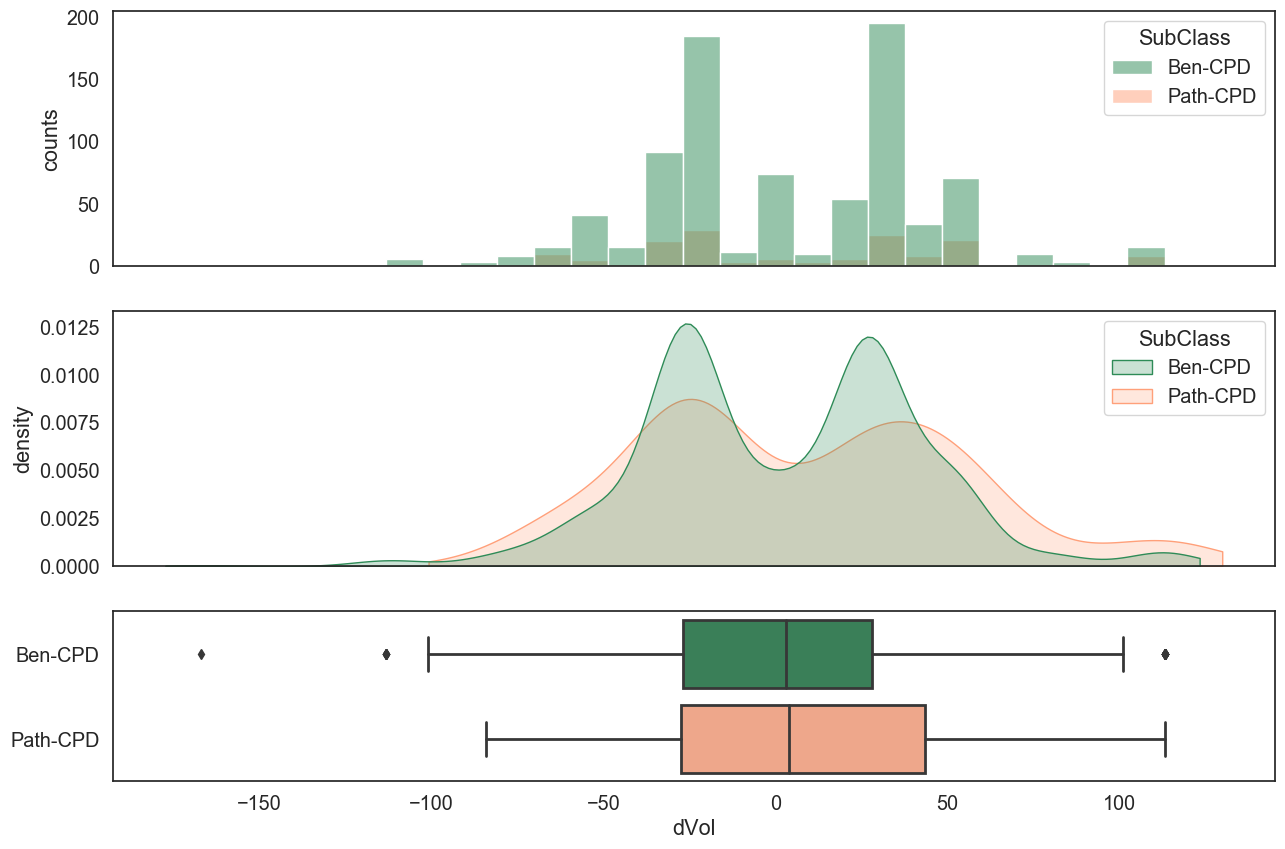 200
150
100
50
0
counts
SubClass
Ben-CPD
Path-CPD
0.0125
0.0100
0.0075
0.0050
0.0025
0.0000
density
SubClass
Ben-CPD
Path-CPD
Ben-CPD
Path-CPD
−150 −100 −50 0 50 100
dVol